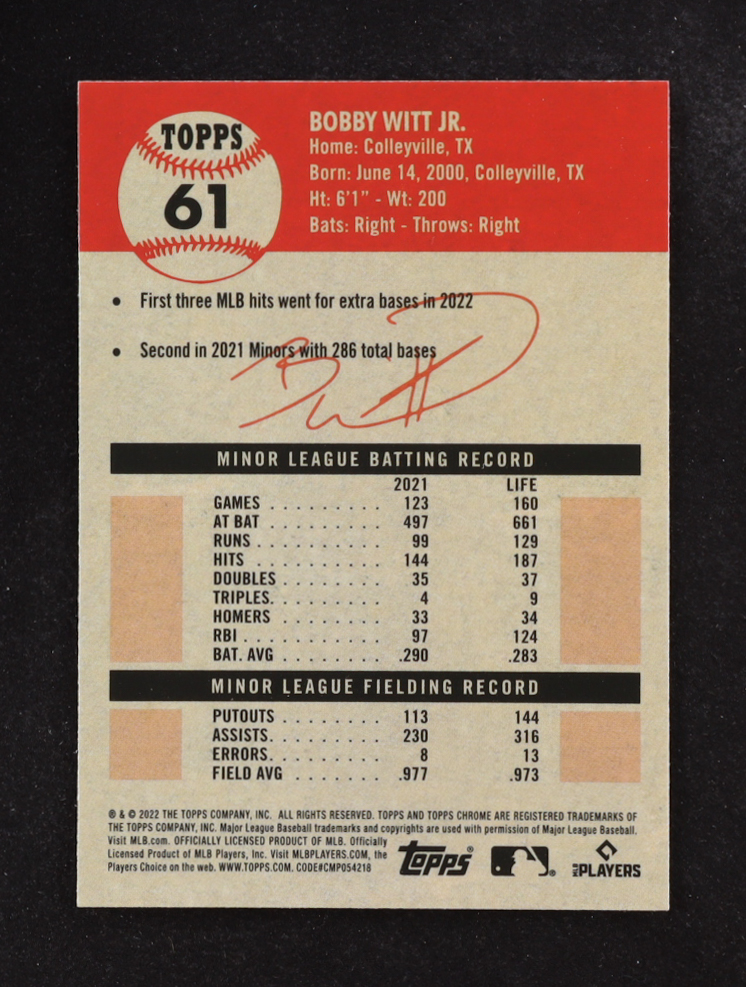 TOPPS
61
BOBBY WITT JR.
Home: Colleyville, TX
Born: June 14, 2000, Colleyville, TX
Ht: 6'1" - Wt: 200
Bats: Right - Throws: Right
• First three MLB hits went for extra bases in 2022
• Second in 2021 Minors with 286 total bases
MINOR LEAGUE BATTING RECORD
2021 LIFE
GAMES . . . . . . . . . 123 160
AT BAT . . . . . . . . . 497 661
RUNS . . . . . . . . . . 99 129
HITS . . . . . . . . . . 144 187
DOUBLES . . . . . . . . 35 37
TRIPLES. . . . . . . . . 4 9
HOMERS . . . . . . . . 33 34
RBI . . . . . . . . . . . 97 124
BAT. AVG . . . . . . . . .290 .283
MINOR LEAGUE FIELDING RECORD
PUTOUTS . . . . . . . . 113 144
ASSISTS. . . . . . . . . 230 316
ERRORS. . . . . . . . . 8 13
FIELD AVG . . . . . . . .977 .973
® & © 2022 THE TOPPS COMPANY, INC. ALL RIGHTS RESERVED. TOPPS AND TOPPS CHROME ARE REGISTERED TRADEMARKS OF
THE TOPPS COMPANY, INC. Major League Baseball trademarks and copyrights are used with permission of Major League Baseball.
Visit MLB.com. OFFICIALLY LICENSED PRODUCT OF MLB. Officially
Licensed Product of MLB Players, Inc. Visit MLBPLAYERS.COM, the
Players Choice on the web. WWW.TOPPS.COM. CODE#CMP054218
Topps®
MLB PLAYERS